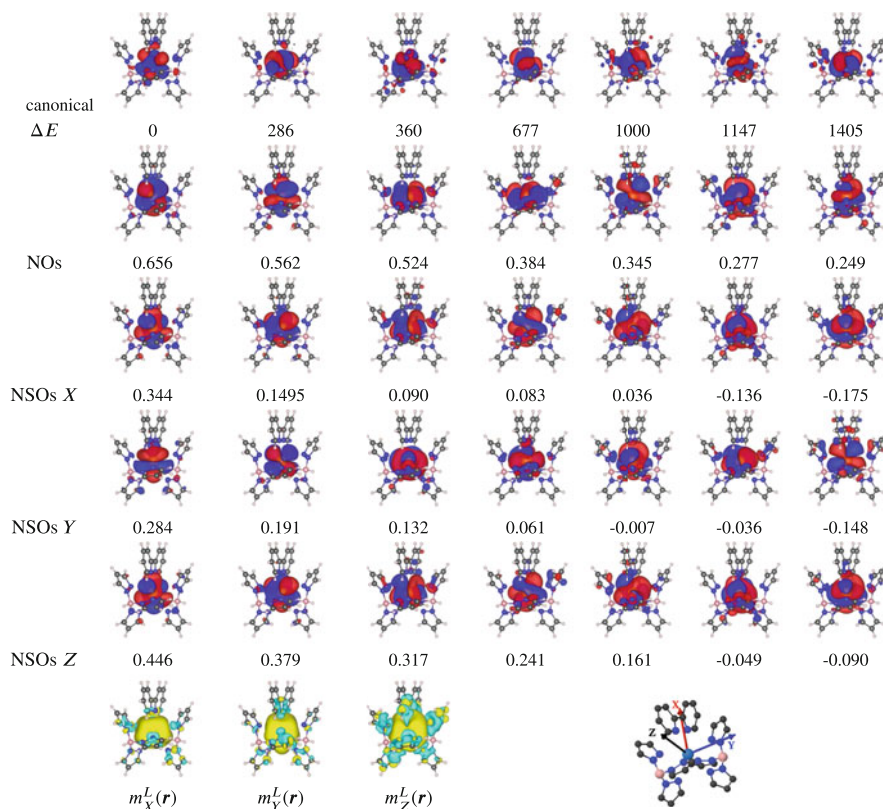 canonical
ΔE 0 286 360 677 1000 1147 1405
NOs 0.656 0.562 0.524 0.384 0.345 0.277 0.249
NSOs X 0.344 0.1495 0.090 0.083 0.036 -0.136 -0.175
NSOs Y 0.284 0.191 0.132 0.061 -0.007 -0.036 -0.148
NSOs Z 0.446 0.379 0.317 0.241 0.161 -0.049 -0.090
X
Z
Y
m_X^L(r) m_Y^L(r) m_Z^L(r)